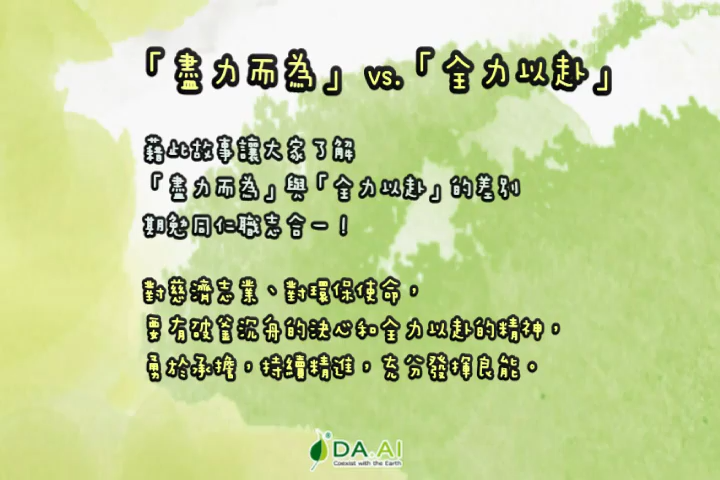 「盡力而為」 vs.「全力以赴」
藉此故事讓大家了解
「盡力而為」與「全力以赴」的差別
期勉同仁職志合一！
對慈濟志業、對環保使命，
要有破釜沉舟的決心和全力以赴的精神，
勇於承擔，持續精進，充分發揮良能。
DA.AI
Coexist with the Earth